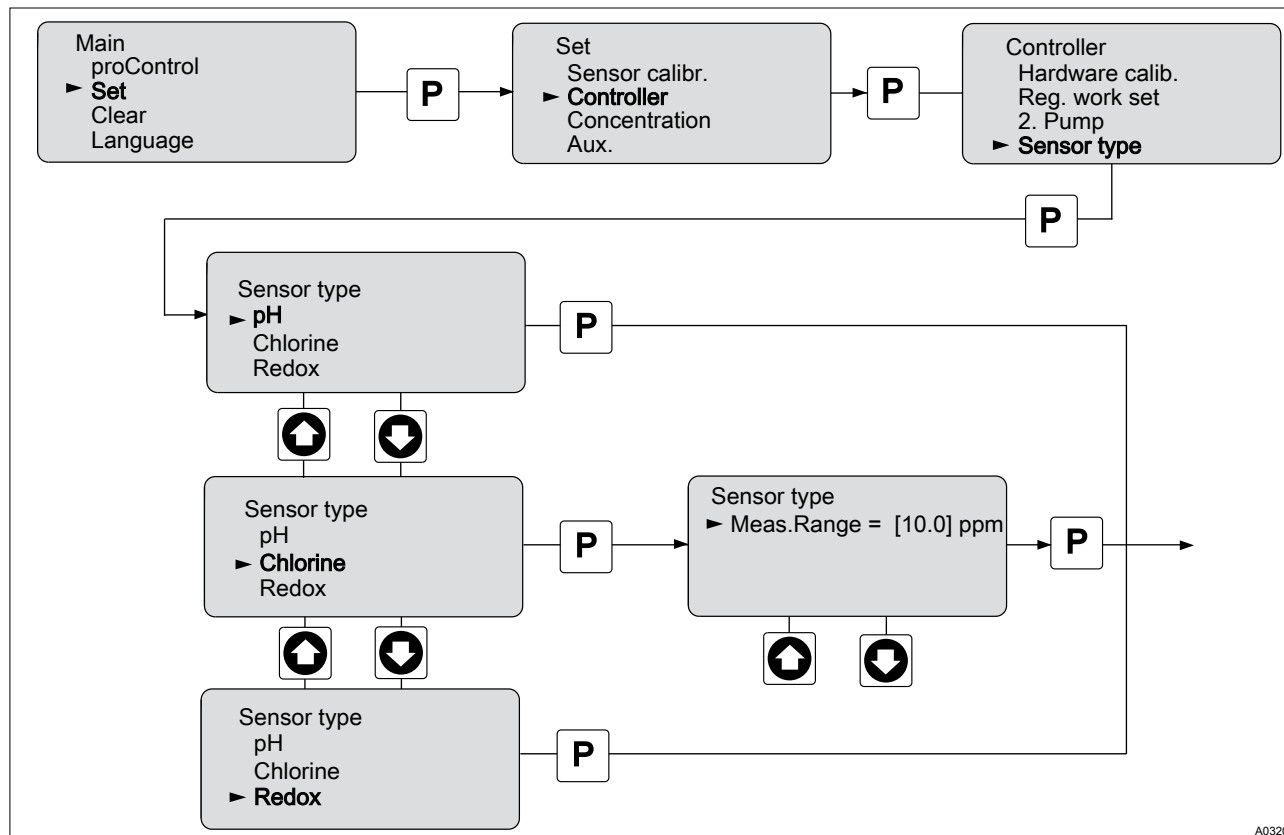 Main
proControl
► Set
Clear
Language
P
Set
Sensor calibr.
► Controller
Concentration
Aux.
P
Controller
Hardware calib.
Reg. work set
2. Pump
► Sensor type
P
Sensor type
► pH
Chlorine
Redox
P
Sensor type
pH
► Chlorine
Redox
P
Sensor type
► Meas.Range = [10.0] ppm
P
Sensor type
pH
Chlorine
► Redox
P